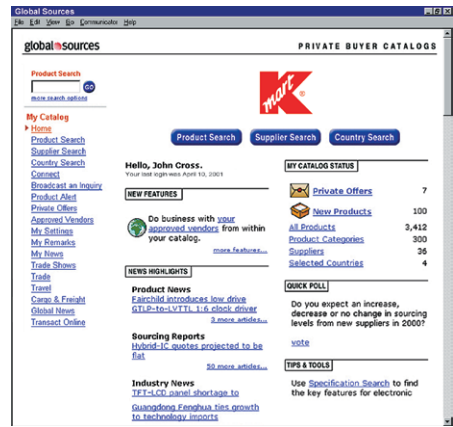 Global Sources
File Edit View Go Communicator Help
global sources
PRIVATE BUYER CATALOGS
Product Search
GO
more search options
My Catalog
Home
Product Search
Supplier Search
Country Search
Connect
Broadcast an Inquiry
Product Alert
Private Offers
Approved Vendors
My Settings
My Remarks
My News
Trade Shows
Trade
Travel
Cargo & Freight
Global News
Transact Online
K
mart ®
Product Search
Supplier Search
Country Search
Hello, John Cross.
Your last login was April 10, 2001
NEW FEATURES
Do business with your
approved vendors from within
your catalog.
more features...
NEWS HIGHLIGHTS
Product News
Fairchild introduces low drive
GTLP-to-LVTTL 1:6 clock driver
3 more articles...
Sourcing Reports
Hybrid-IC quotes projected to be
flat
50 more articles...
Industry News
TFT-LCD panel shortage to
Guangdong Fenghua ties growth
to technology imports
MY CATALOG STATUS
Private Offers 7
New Products 100
All Products 3,412
Product Categories 300
Suppliers 36
Selected Countries 4
QUICK POLL
Do you expect an increase,
decrease or no change in sourcing
levels from new suppliers in 2000?
vote
TIPS & TOOLS
Use Specification Search to find
the key features for electronic